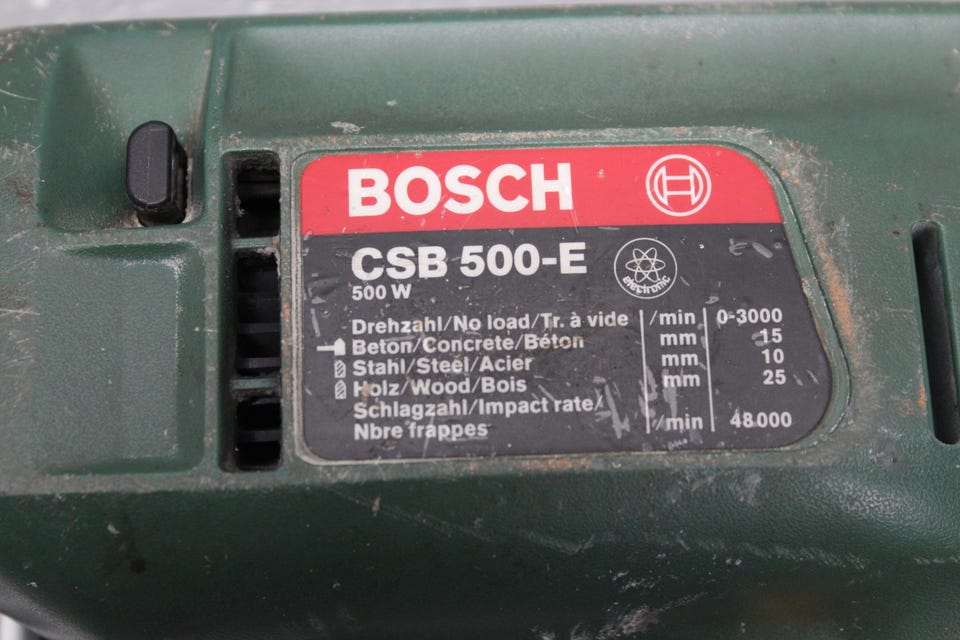 BOSCH
CSB 500-E
electronic
500 W
Drehzahl/No load/Tr. à vide /min 0-3000
Beton/Concrete/Béton mm 15
Stahl/Steel/Acier mm 10
Holz/Wood/Bois mm 25
Schlagzahl/Impact rate/
Nbre frappes /min 48000